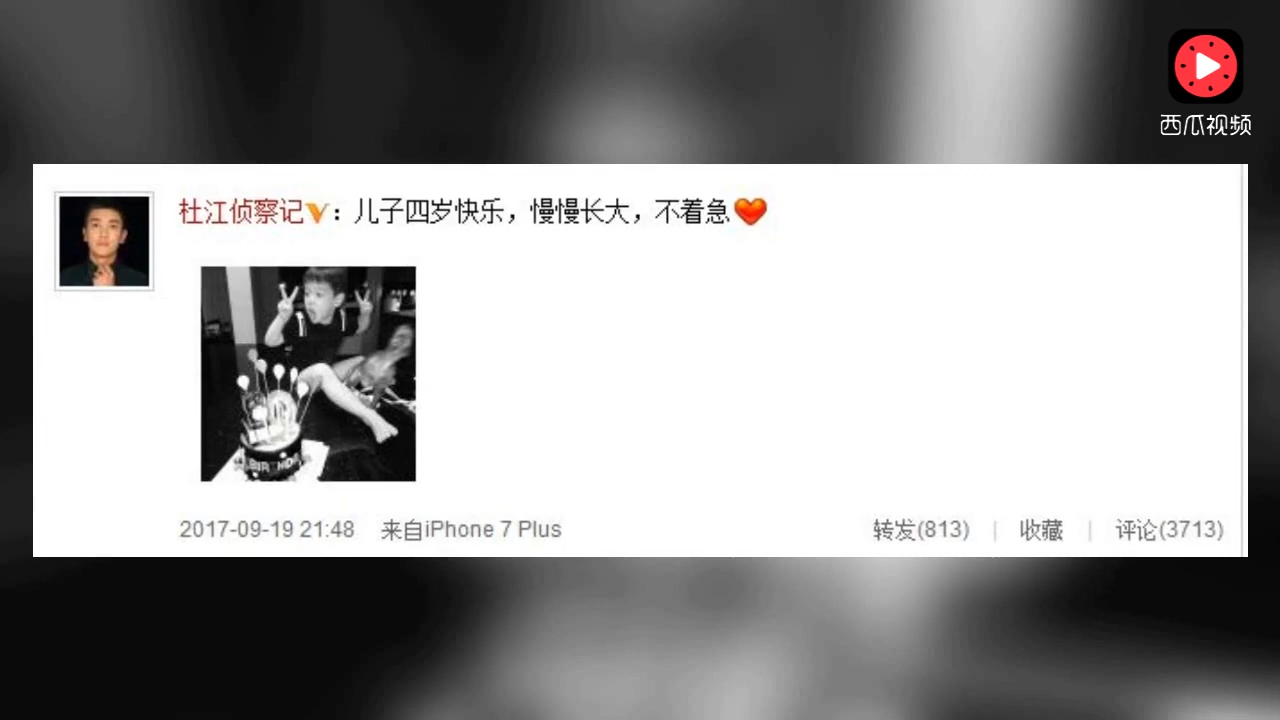 西瓜视频
杜江侦察记V：儿子四岁快乐，慢慢长大，不着急
2017-09-19 21:48 来自iPhone 7 Plus 转发(813) | 收藏 | 评论(3713)